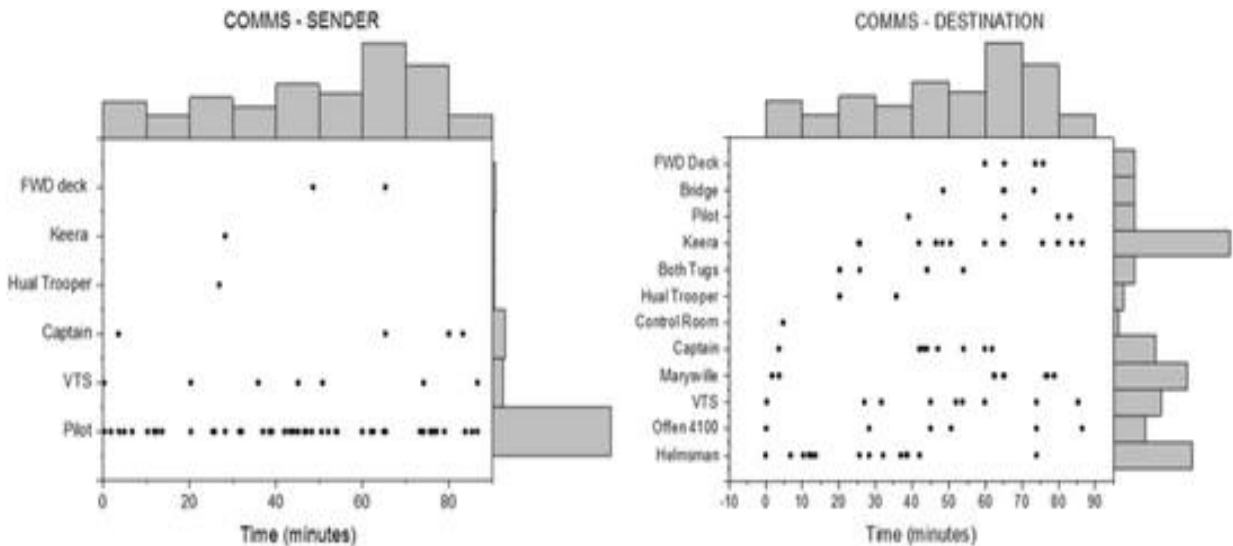 COMMS - SENDER
FWD deck
Keera
Hual Trooper
Captain
VTS
Pilot
0 20 40 60 80
Time (minutes)
COMMS - DESTINATION
FWD Deck
Bridge
Pilot
Keera
Both Tugs
Hual Trooper
Control Room
Captain
Marysville
VTS
Offen 4100
Helmsman
-10 0 10 20 30 40 50 60 70 80 90
Time (minutes)